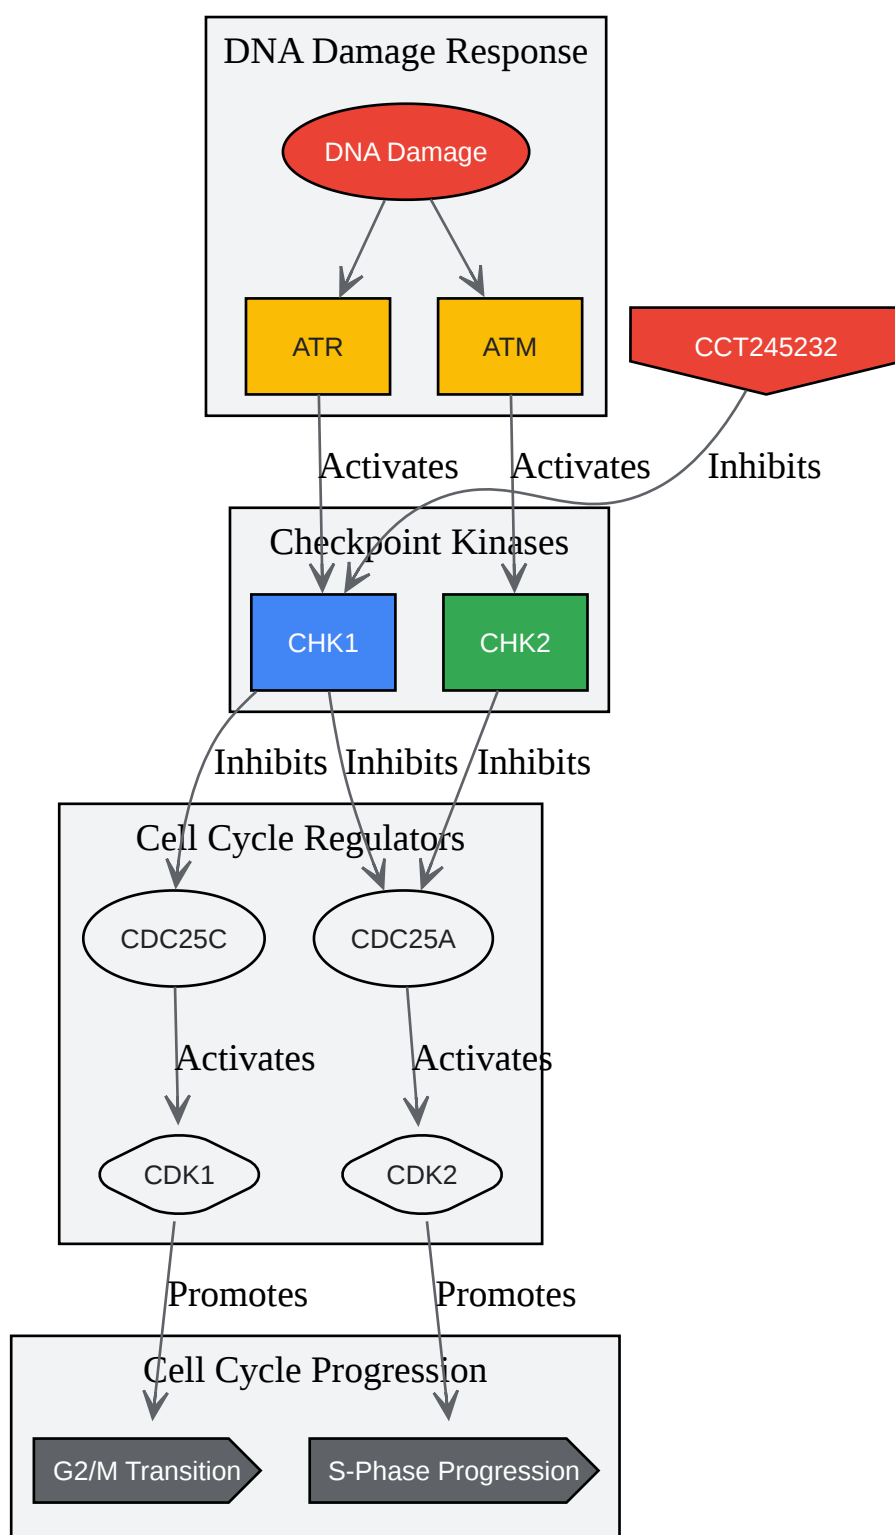 DNA Damage Response
DNA Damage
ATR
ATM
CCT245232
Activates
Activates
Inhibits
Checkpoint Kinases
CHK1
CHK2
Inhibits
Inhibits
Inhibits
Cell Cycle Regulators
CDC25C
CDC25A
Activates
Activates
CDK1
CDK2
Promotes
Promotes
Cell Cycle Progression
G2/M Transition
S-Phase Progression